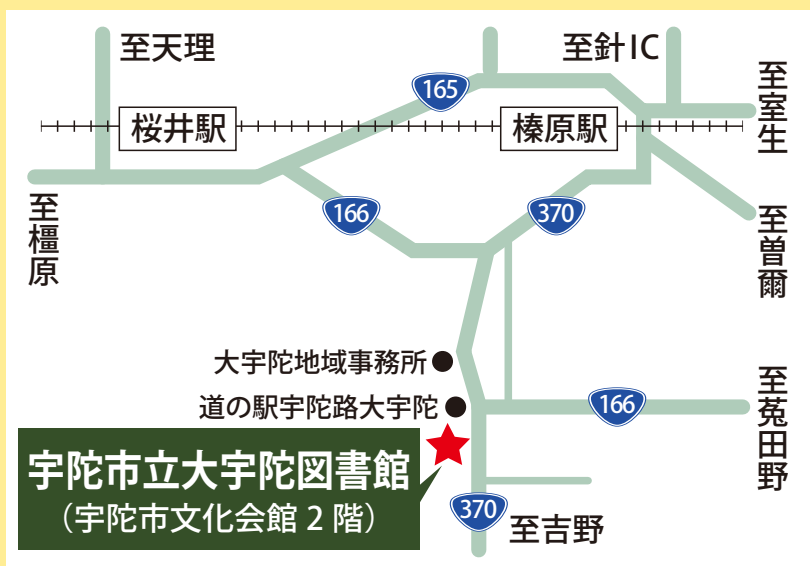 至天理
至針IC
至室生
165
桜井駅
榛原駅
至橿原
166
370
至曽爾
大宇陀地域事務所
道の駅宇陀路大宇陀
166
至菟田野
宇陀市立大宇陀図書館
（宇陀市文化会館2階）
370
至吉野